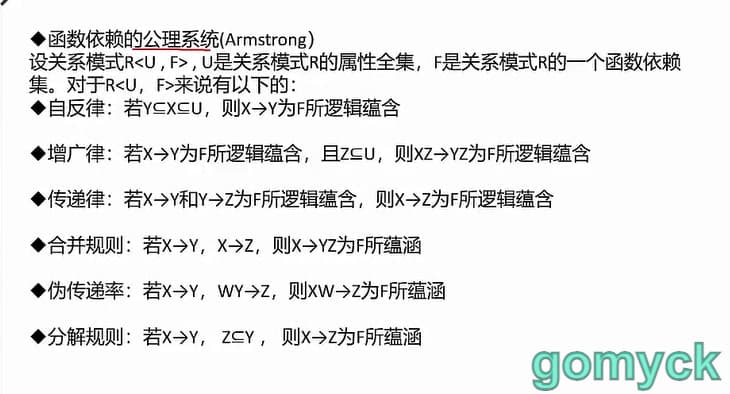 ◆函数依赖的公理系统(Armstrong）
设关系模式R<U , F> , U是关系模式R的属性全集，F是关系模式R的一个函数依赖
集。对于R<U，F>来说有以下的：
◆自反律：若Y⊆X⊆U，则X→Y为F所逻辑蕴含
◆增广律：若X→Y为F所逻辑蕴含，且Z⊆U，则XZ→YZ为F所逻辑蕴含
◆传递律：若X→Y和Y→Z为F所逻辑蕴含，则X→Z为F所逻辑蕴含
◆合并规则：若X→Y，X→Z，则X→YZ为F所蕴涵
◆伪传递率：若X→Y，WY→Z，则XW→Z为F所蕴涵
◆分解规则：若X→Y， Z⊆Y ， 则X→Z为F所蕴涵
gomyck